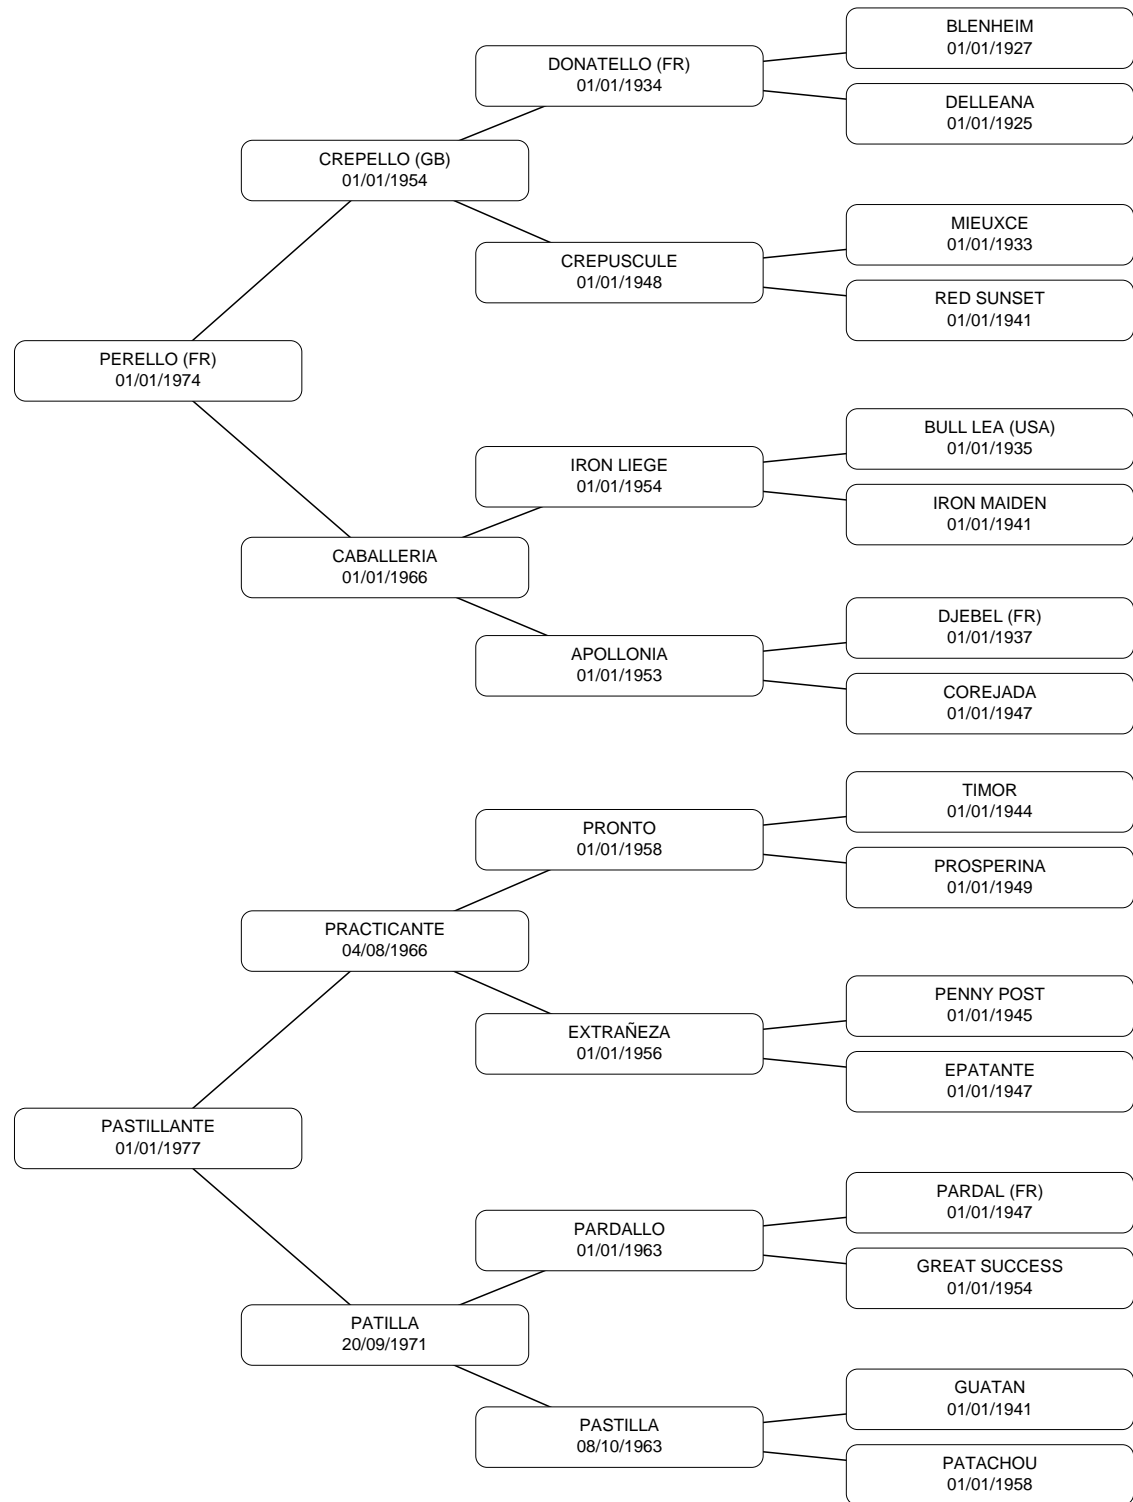 BLENHEIM
01/01/1927
DONATELLO (FR)
01/01/1934
DELLEANA
01/01/1925
CREPELLO (GB)
01/01/1954
MIEUXCE
01/01/1933
CREPUSCULE
01/01/1948
RED SUNSET
01/01/1941
PERELLO (FR)
01/01/1974
BULL LEA (USA)
01/01/1935
IRON LIEGE
01/01/1954
IRON MAIDEN
01/01/1941
CABALLERIA
01/01/1966
DJEBEL (FR)
01/01/1937
APOLLONIA
01/01/1953
COREJADA
01/01/1947
TIMOR
01/01/1944
PRONTO
01/01/1958
PROSPERINA
01/01/1949
PRACTICANTE
04/08/1966
PENNY POST
01/01/1945
EXTRAÑEZA
01/01/1956
EPATANTE
01/01/1947
PASTILLANTE
01/01/1977
PARDAL (FR)
01/01/1947
PARDALLO
01/01/1963
GREAT SUCCESS
01/01/1954
PATILLA
20/09/1971
GUATAN
01/01/1941
PASTILLA
08/10/1963
PATACHOU
01/01/1958